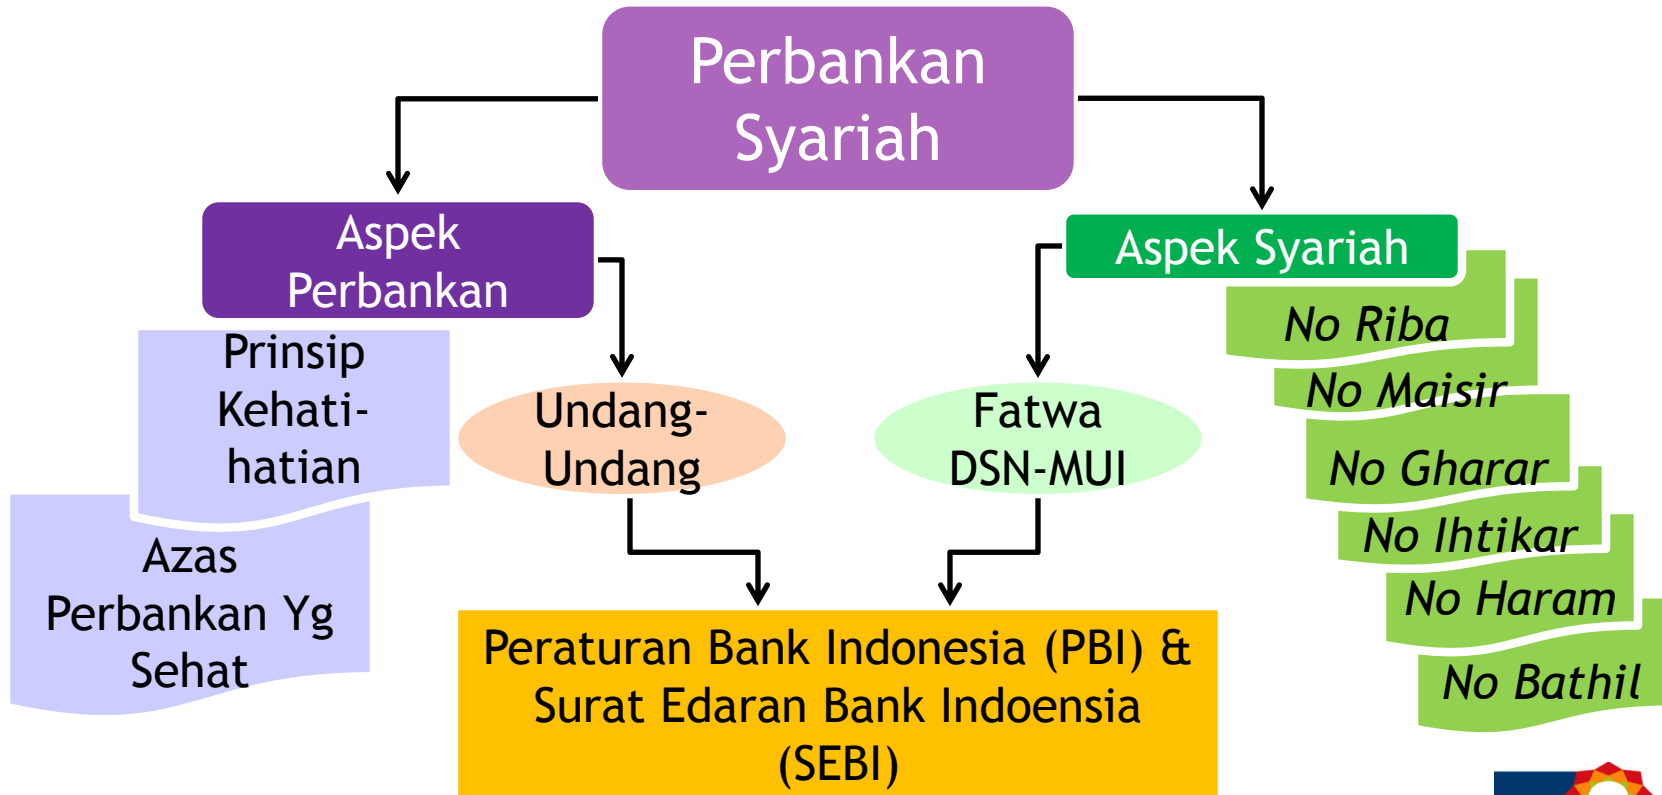 Perbankan
Syariah
Aspek
Perbankan
Aspek Syariah
Prinsip
Kehati-
hatian
Azas
Perbankan Yg
Sehat
Undang-
Undang
Fatwa
DSN-MUI
No Riba
No Maisir
No Gharar
No Ihtikar
No Haram
No Bathil
Peraturan Bank Indonesia (PBI) &
Surat Edaran Bank Indoensia
(SEBI)